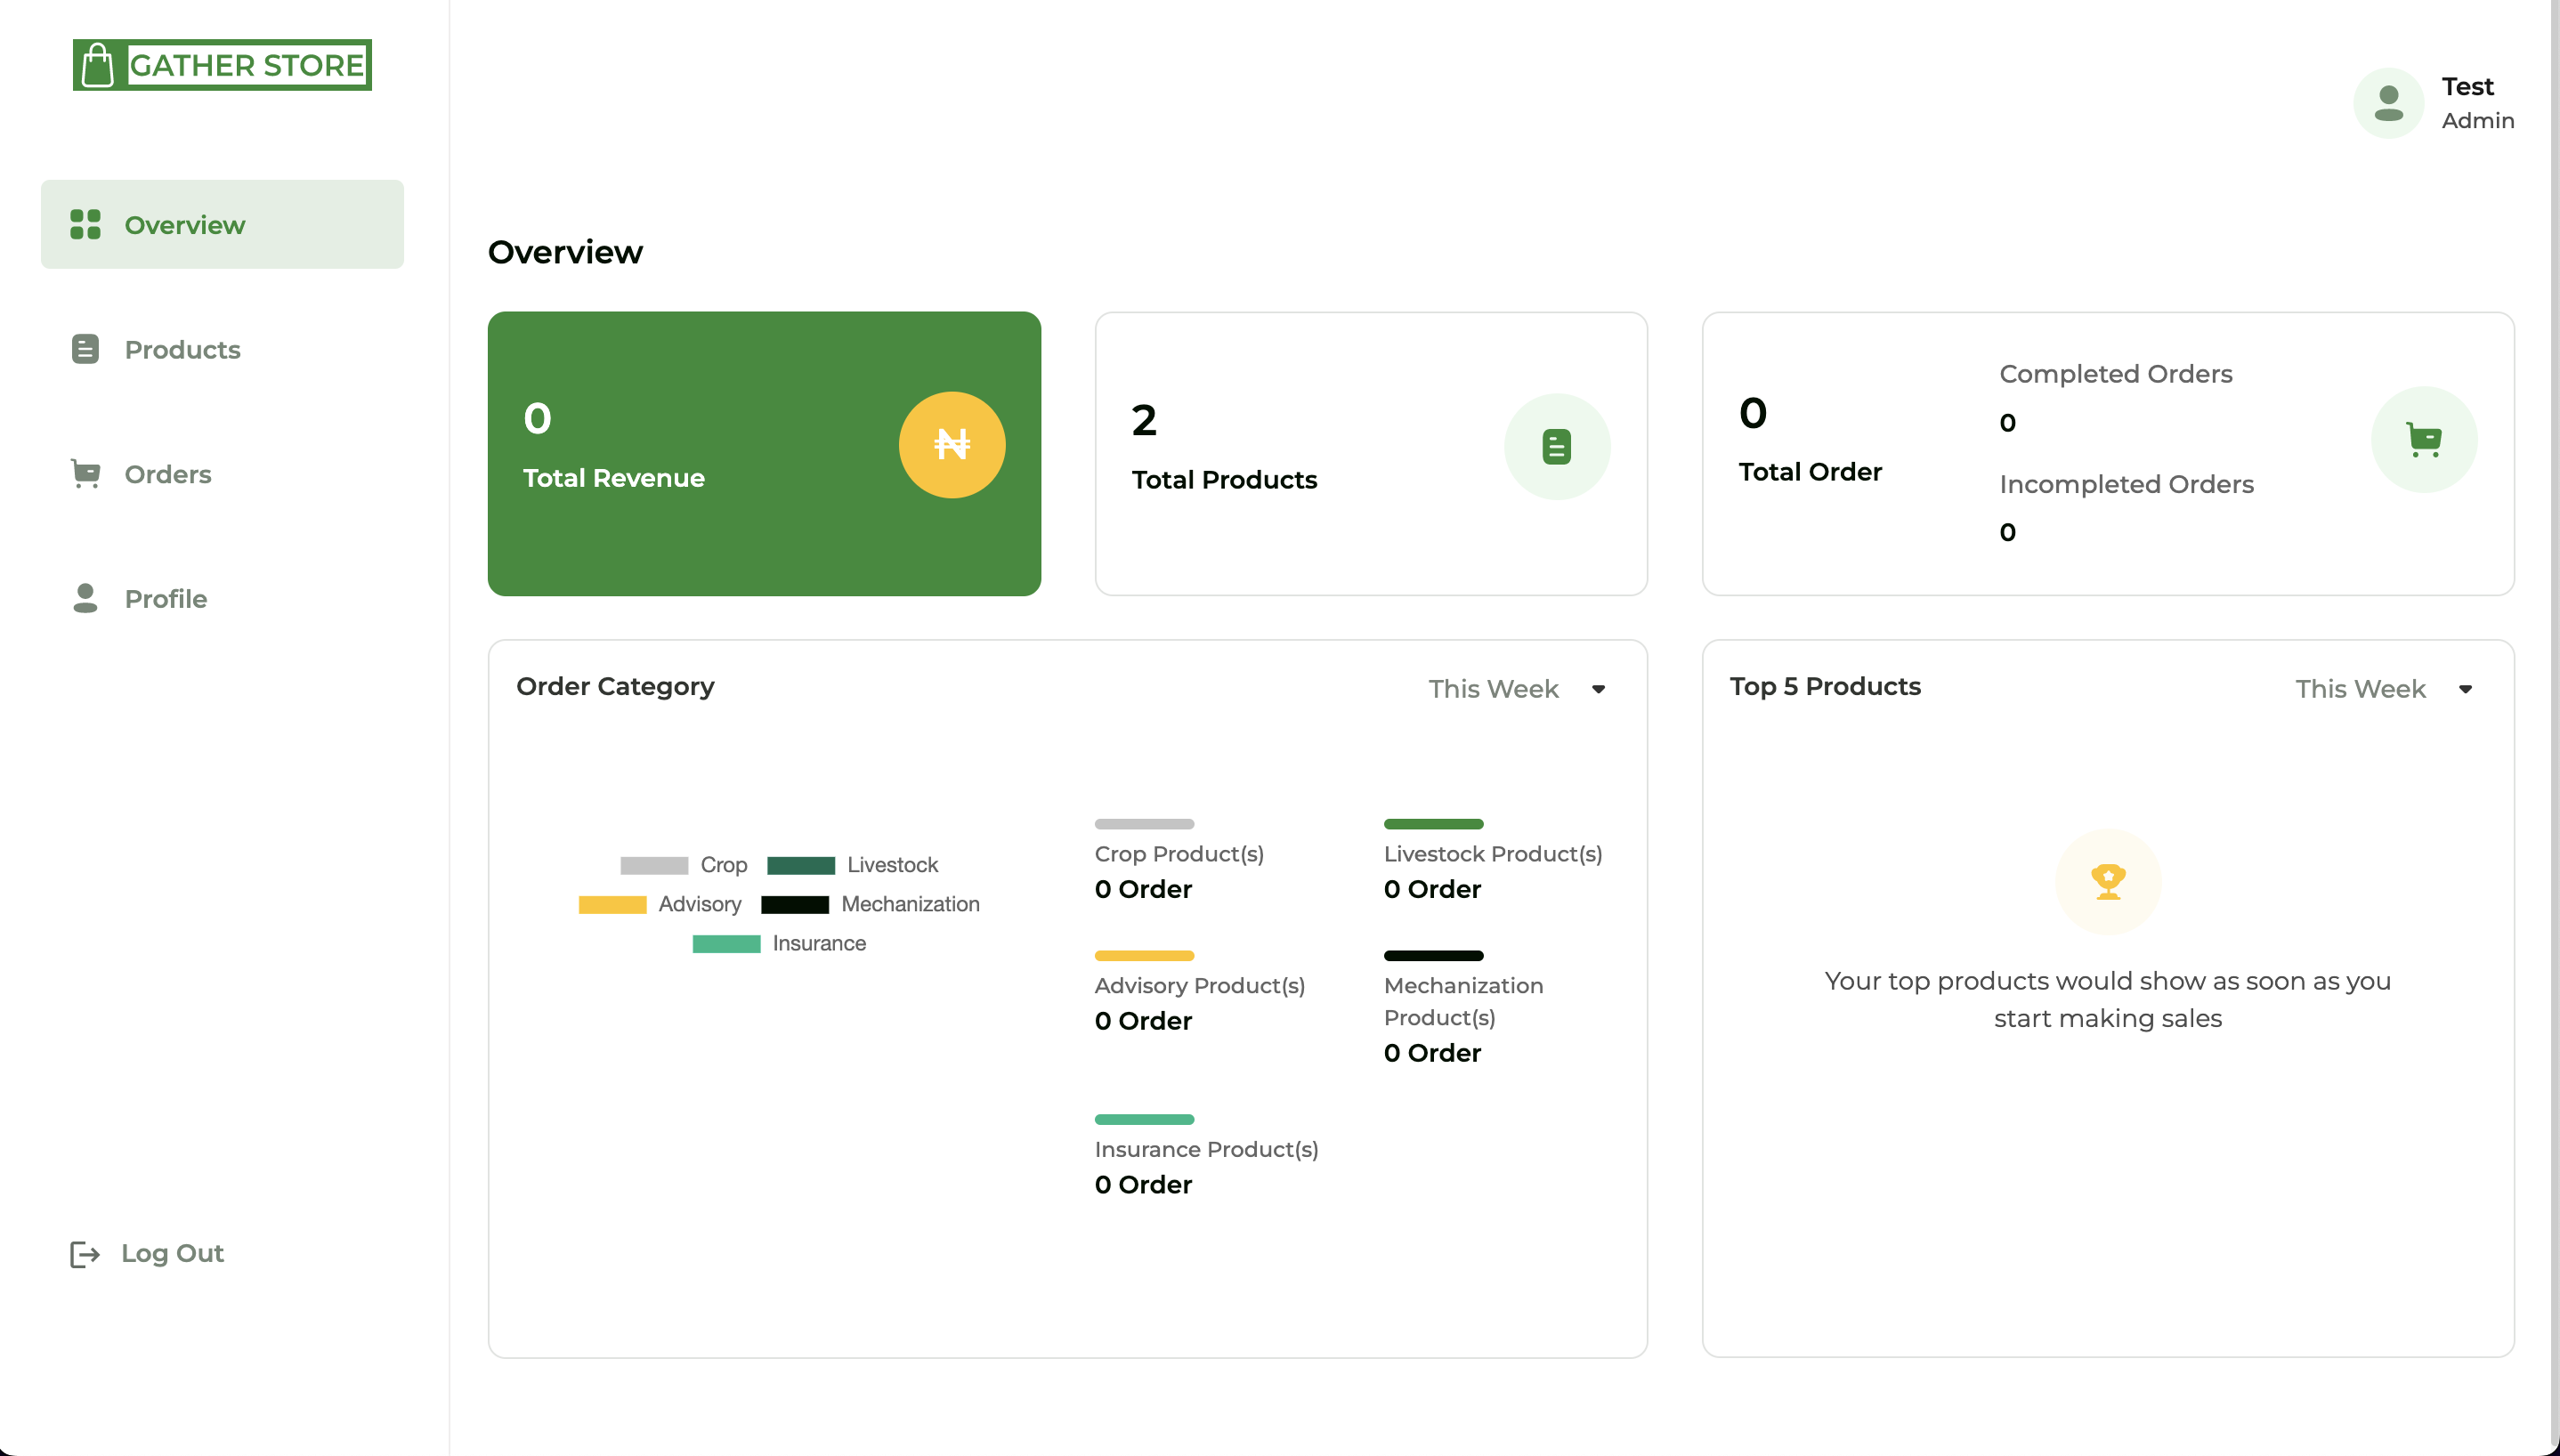 GATHER STORE
Test
Admin
Overview
Products
Orders
Profile
Log Out
Overview
0
Total Revenue
₦
2
Total Products
0
Total Order
Completed Orders
0
Incompleted Orders
0
Order Category
This Week
Crop
Livestock
Advisory
Mechanization
Insurance
Crop Product(s)
0 Order
Livestock Product(s)
0 Order
Advisory Product(s)
0 Order
Mechanization
Product(s)
0 Order
Insurance Product(s)
0 Order
Top 5 Products
This Week
Your top products would show as soon as you
start making sales